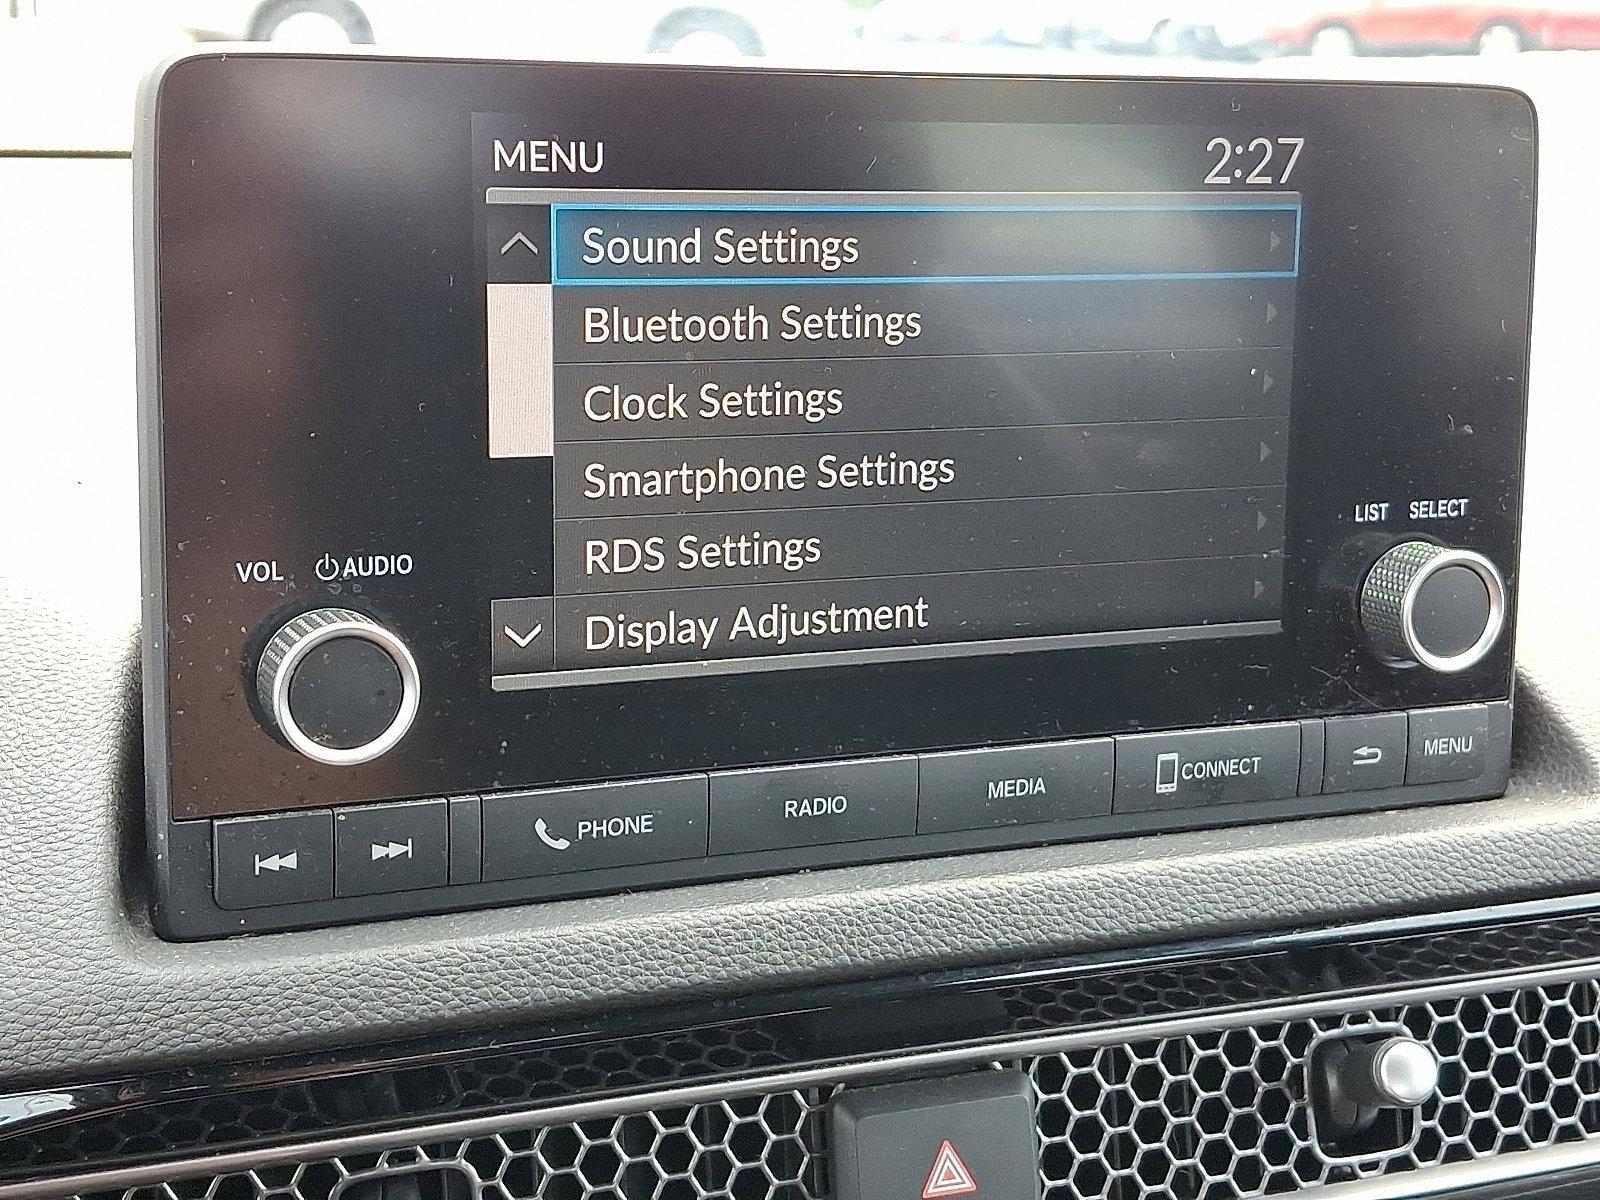 MENU 2:27
Sound Settings
Bluetooth Settings
Clock Settings
Smartphone Settings
RDS Settings
Display Adjustment
VOL AUDIO
LIST SELECT
PHONE RADIO MEDIA CONNECT MENU